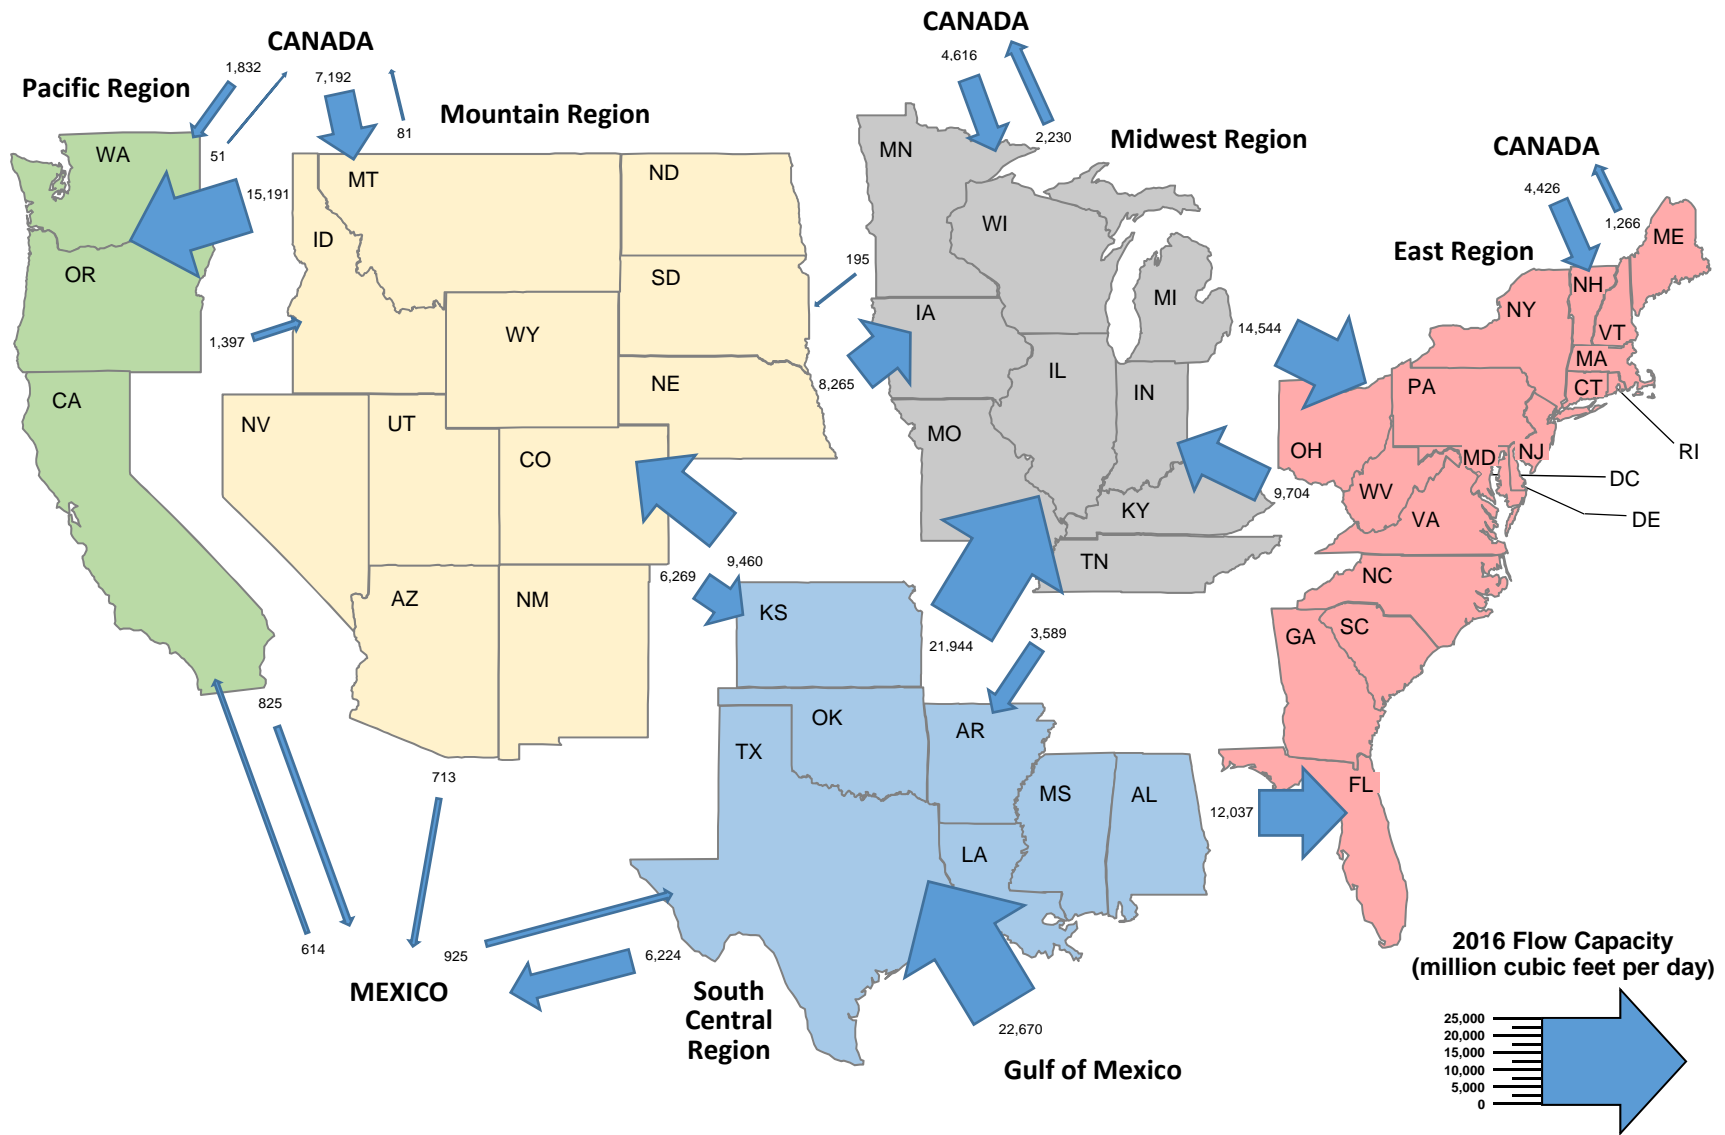 CANADA
1,832
7,192
Pacific Region
Mountain Region
81
51
WA
15,191
OR
1,397
CA
MT
ID
ND
SD
WY
NE
NV
UT
CO
AZ
NM
195
8,265
CANADA
4,616
2,230
Midwest Region
MN
WI
MI
IA
IL
IN
MO
KY
TN
14,544
9,704
CANADA
4,426
1,266
East Region
ME
NH
NY
VT
MA
CT
PA
RI
OH
MD
NJ
DC
WV
DE
VA
NC
SC
GA
FL
6,269
9,460
21,944
3,589
KS
OK
AR
TX
MS
AL
LA
12,037
825
713
614
925
6,224
MEXICO
South
Central
Region
22,670
Gulf of Mexico
2016 Flow Capacity
(million cubic feet per day)
25,000
20,000
15,000
10,000
5,000
0